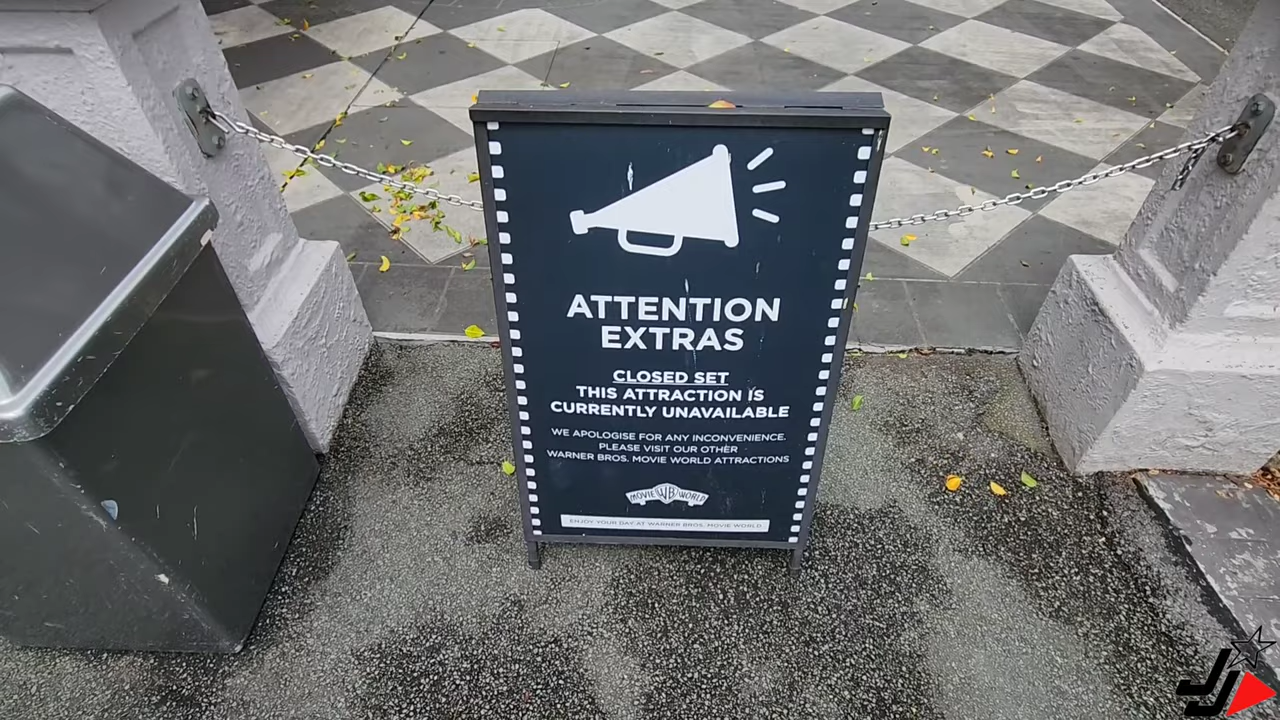 ATTENTION
EXTRAS
CLOSED SET
THIS ATTRACTION IS
CURRENTLY UNAVAILABLE
WE APOLOGISE FOR ANY INCONVENIENCE.
PLEASE VISIT OUR OTHER
WARNER BROS. MOVIE WORLD ATTRACTIONS
MOVIE WB WORLD
ENJOY YOUR DAY AT WARNER BROS. MOVIE WORLD
JJ